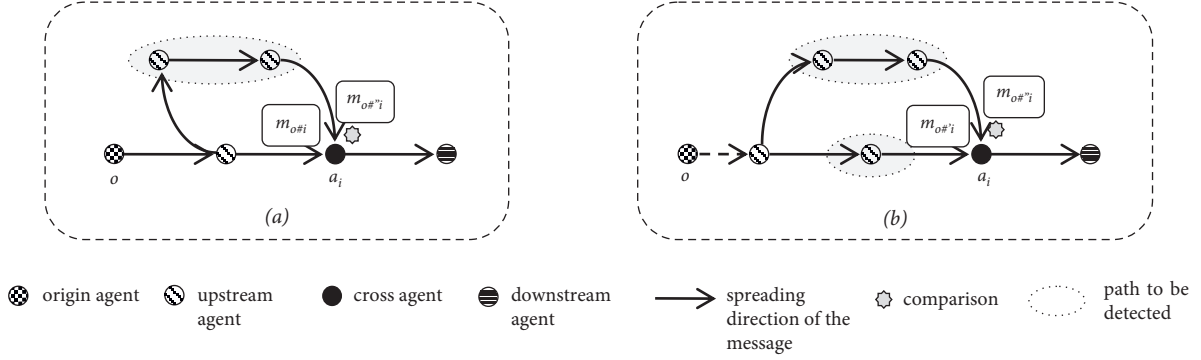 m_{o#i}
m_{o#"i}
o
a_i
(a)
m_{o#'i}
m_{o#"i}
o
a_i
(b)
origin agent
upstream
agent
cross agent
downstream
agent
spreading
direction of the
message
comparison
path to be
detected